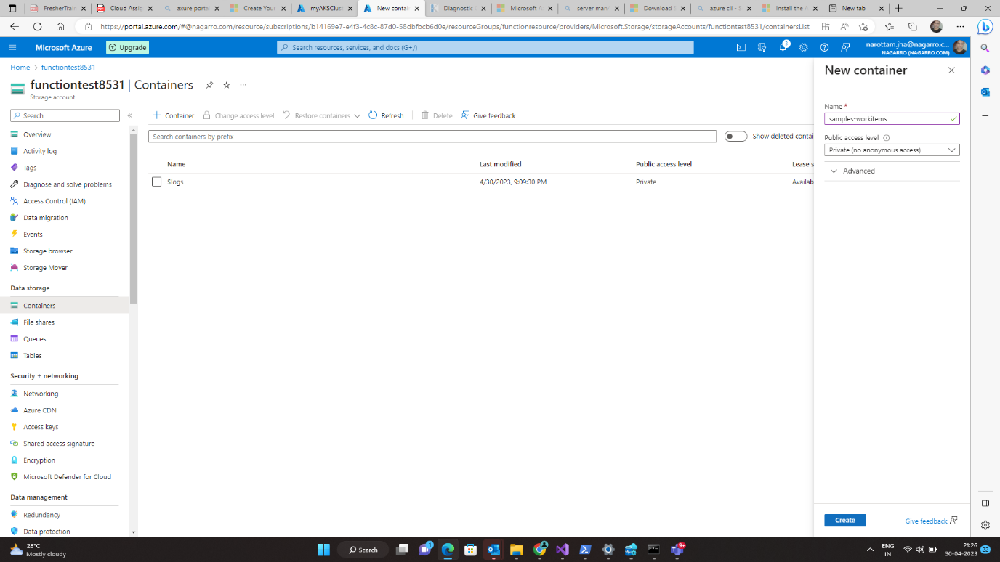 FresherTrain
Cloud Assig
axure porta
Create Your
myAKSClust
New contai
Diagnostic
Microsoft A
server manA
Download S
azure cli - S
Install the A
New tab
https://portal.azure.com/#@nagarro.com/resource/subscriptions/b14169e7-e4f3-4c8c-87d0-58dbfbcb6d0e/resourceGroups/functionresource/providers/Microsoft.Storage/storageAccounts/functiontest8531/containersList
Microsoft Azure
Upgrade
Search resources, services, and docs (G+/)
3
narottam.jha@nagarro.c...
NAGARRO (NAGARRO.COM)
Home > functiontest8531
functiontest8531 | Containers
Storage account
Search
Overview
Activity log
Tags
Diagnose and solve problems
Access Control (IAM)
Data migration
Events
Storage browser
Storage Mover
Data storage
Containers
File shares
Queues
Tables
Security + networking
Networking
Azure CDN
Access keys
Shared access signature
Encryption
Microsoft Defender for Cloud
Data management
Redundancy
Data protection
Container
Change access level
Restore containers
Refresh
Delete
Give feedback
Search containers by prefix
Show deleted contai
Name Last modified Public access level Lease s
$logs 4/30/2023, 9:09:30 PM Private Availab
New container
Name *
samples-workitems
Public access level
Private (no anonymous access)
Advanced
Create
Give feedback
28°C
Mostly cloudy
Search
1
9+
ENG
IN
21:26
30-04-2023
22